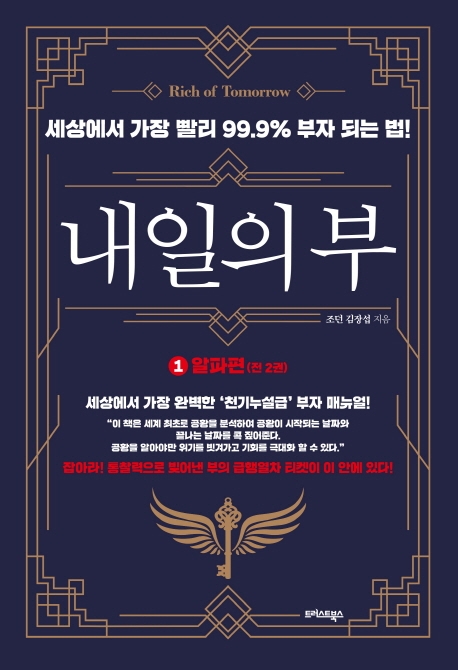 Rich of Tomorrow
세상에서 가장 빨리 99.9% 부자 되는 법!
내일의 부
조던 김장섭 지음
1 알파편(전 2권)
세상에서 가장 완벽한 ‘천기누설급’ 부자 매뉴얼!
“이 책은 세계 최초로 공황을 분석하여 공황이 시작되는 날짜와
끝나는 날짜를 콕 짚어준다.
공황을 알아야만 위기를 빗겨가고 기회를 극대화 할 수 있다.”
잡아라! 통찰력으로 빚어낸 부의 급행열차 티켓이 이 안에 있다!
트러스트북스